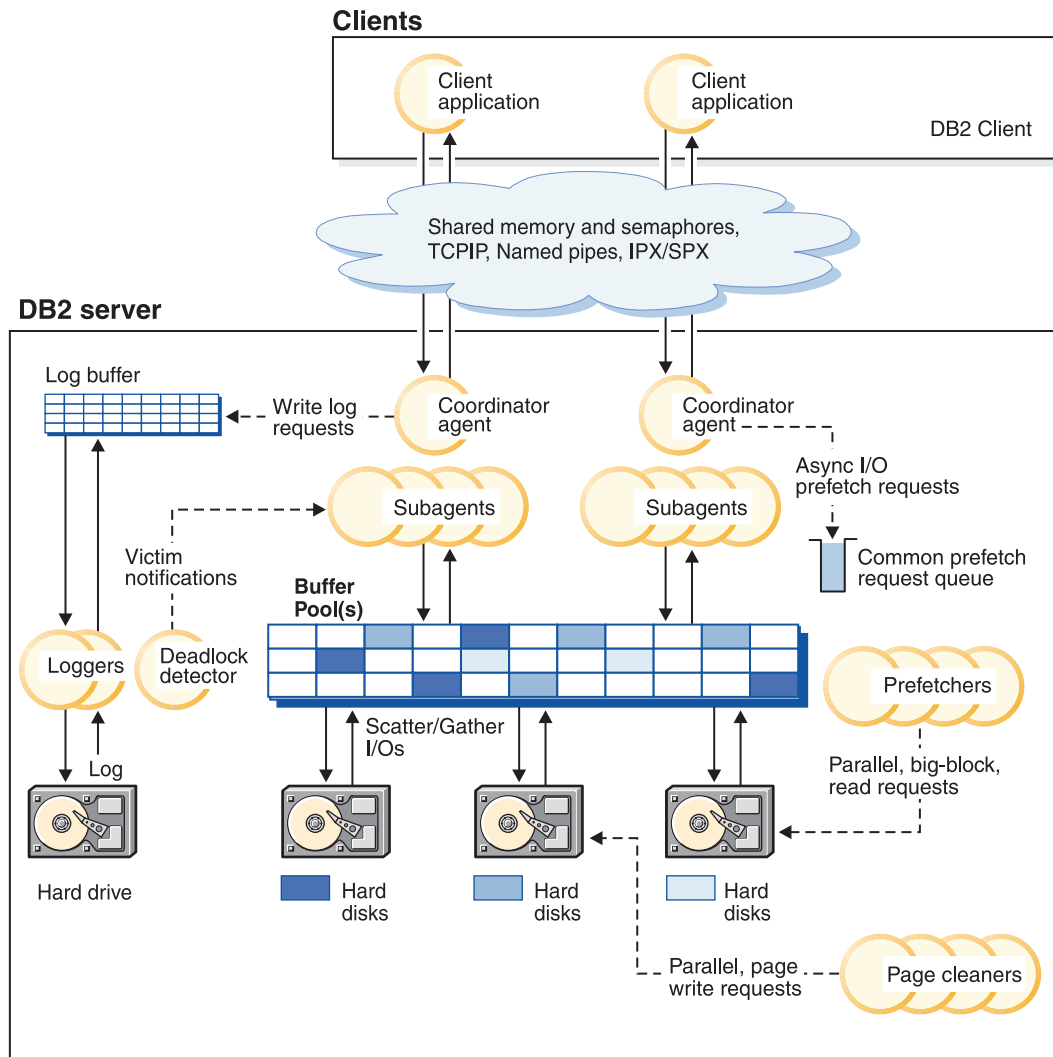 Clients
Client
application
Client
application
DB2 Client
Shared memory and semaphores,
TCPIP, Named pipes, IPX/SPX
DB2 server
Log buffer
Write log
requests
Coordinator
agent
Coordinator
agent
Async I/O
prefetch requests
Subagents
Subagents
Victim
notifications
Common prefetch
request queue
Buffer
Pool(s)
Loggers
Deadlock
detector
Prefetchers
Scatter/Gather
I/Os
Log
Parallel, big-block,
read requests
Hard drive
Hard
disks
Hard
disks
Hard
disks
Parallel, page
write requests
Page cleaners